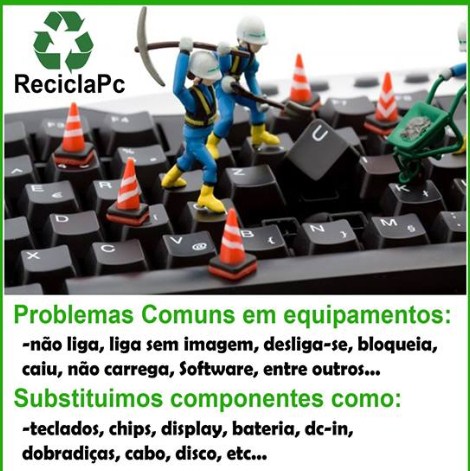 ReciclaPc
U
E
R
D
Z
K
X
C
V
B
N
M
Problemas Comuns em equipamentos:
-não liga, liga sem imagem, desliga-se, bloqueia,
caiu, não carrega, Software, entre outros...
Substituimos componentes como:
-teclados, chips, display, bateria, dc-in,
dobradiças, cabo, disco, etc...